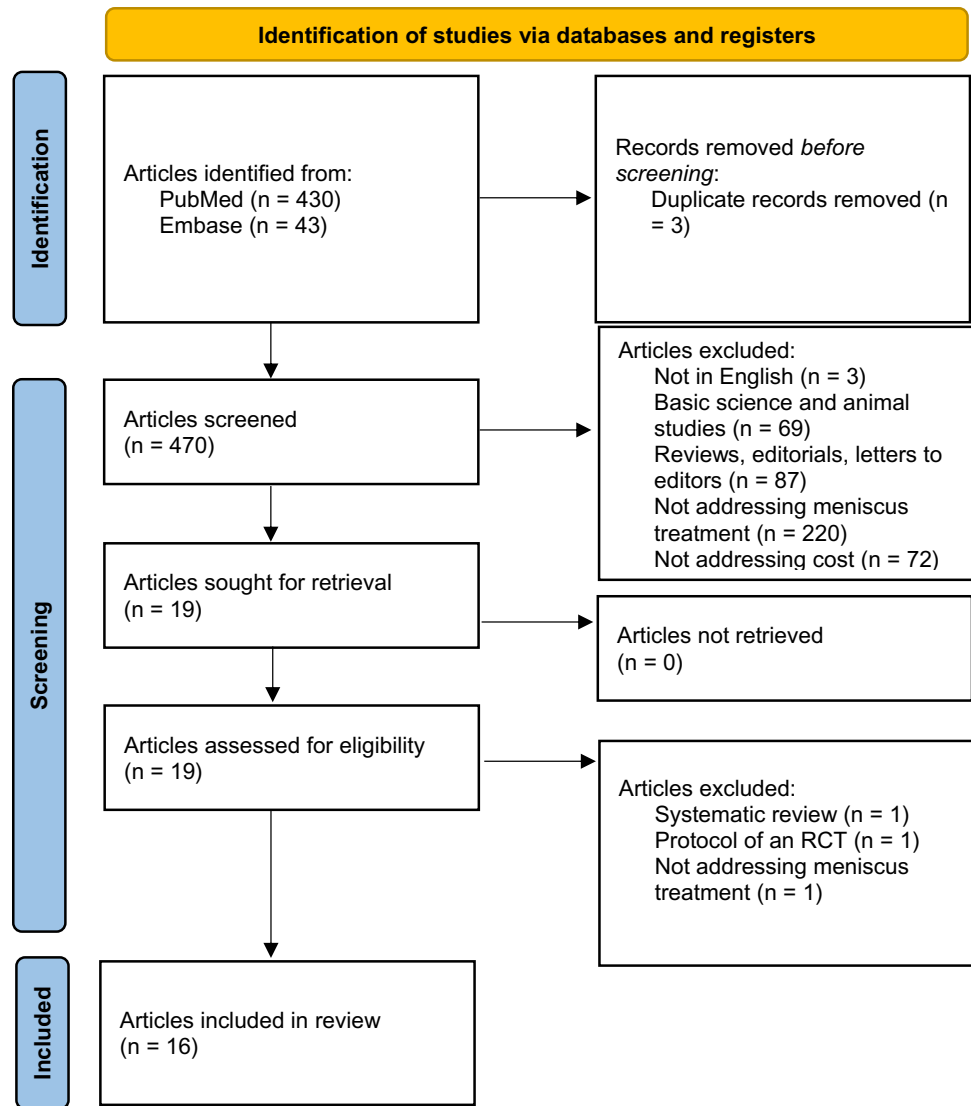 Identification of studies via databases and registers
Identification
Articles identified from:
PubMed (n = 430)
Embase (n = 43)
Records removed before
screening:
Duplicate records removed (n
= 3)
Screening
Articles screened
(n = 470)
Articles excluded:
Not in English (n = 3)
Basic science and animal
studies (n = 69)
Reviews, editorials, letters to
editors (n = 87)
Not addressing meniscus
treatment (n = 220)
Not addressing cost (n = 72)
Articles sought for retrieval
(n = 19)
Articles not retrieved
(n = 0)
Articles assessed for eligibility
(n = 19)
Articles excluded:
Systematic review (n = 1)
Protocol of an RCT (n = 1)
Not addressing meniscus
treatment (n = 1)
Included
Articles included in review
(n = 16)